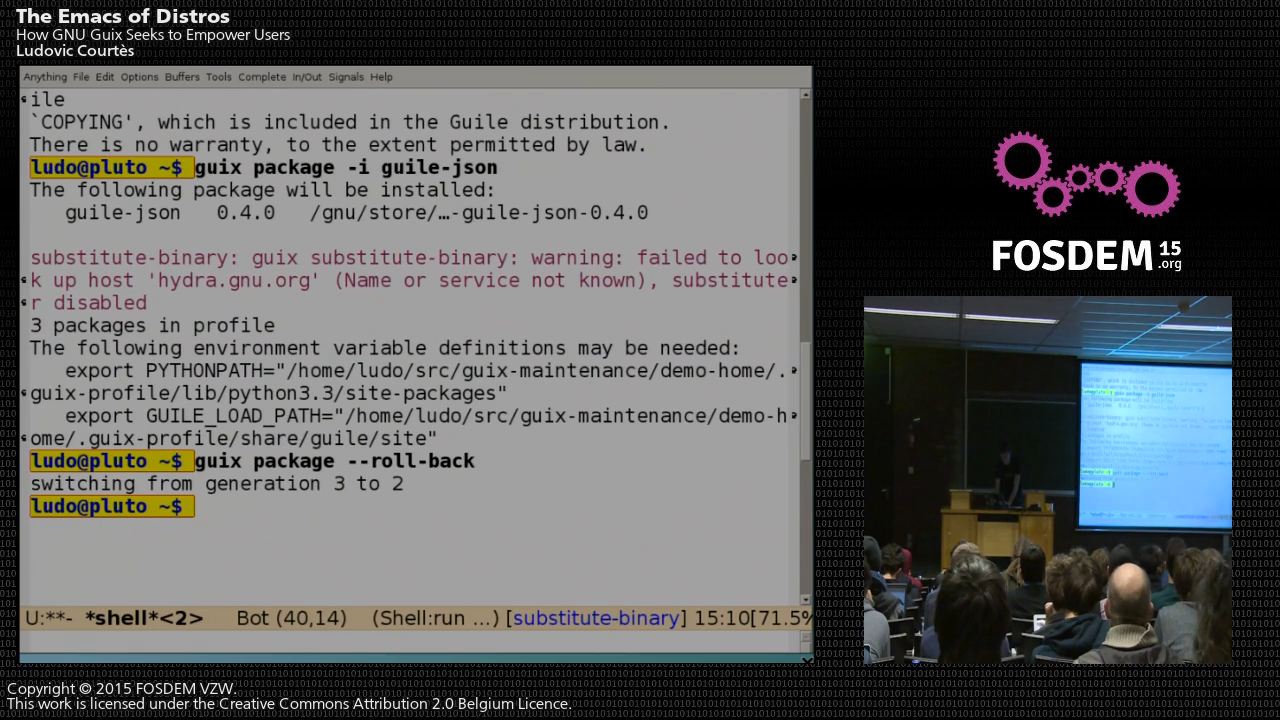 The Emacs of Distros
How GNU Guix Seeks to Empower Users
Ludovic Courtès
Anything File Edit Options Buffers Tools Complete In/Out Signals Help
ile
`COPYING', which is included in the Guile distribution.
There is no warranty, to the extent permitted by law.
ludo@pluto ~$ guix package -i guile-json
The following package will be installed:
guile-json 0.4.0 /gnu/store/…-guile-json-0.4.0
substitute-binary: guix substitute-binary: warning: failed to loo
k up host 'hydra.gnu.org' (Name or service not known), substitute
r disabled
3 packages in profile
The following environment variable definitions may be needed:
export PYTHONPATH="/home/ludo/src/guix-maintenance/demo-home/.
guix-profile/lib/python3.3/site-packages"
export GUILE_LOAD_PATH="/home/ludo/src/guix-maintenance/demo-h
ome/.guix-profile/share/guile/site"
ludo@pluto ~$ guix package --roll-back
switching from generation 3 to 2
ludo@pluto ~$
U:**- *shell*<2> Bot (40,14) (Shell:run ...) [substitute-binary] 15:10[71.5%
FOSDEM 15
.org
Copyright © 2015 FOSDEM VZW.
This work is licensed under the Creative Commons Attribution 2.0 Belgium Licence.